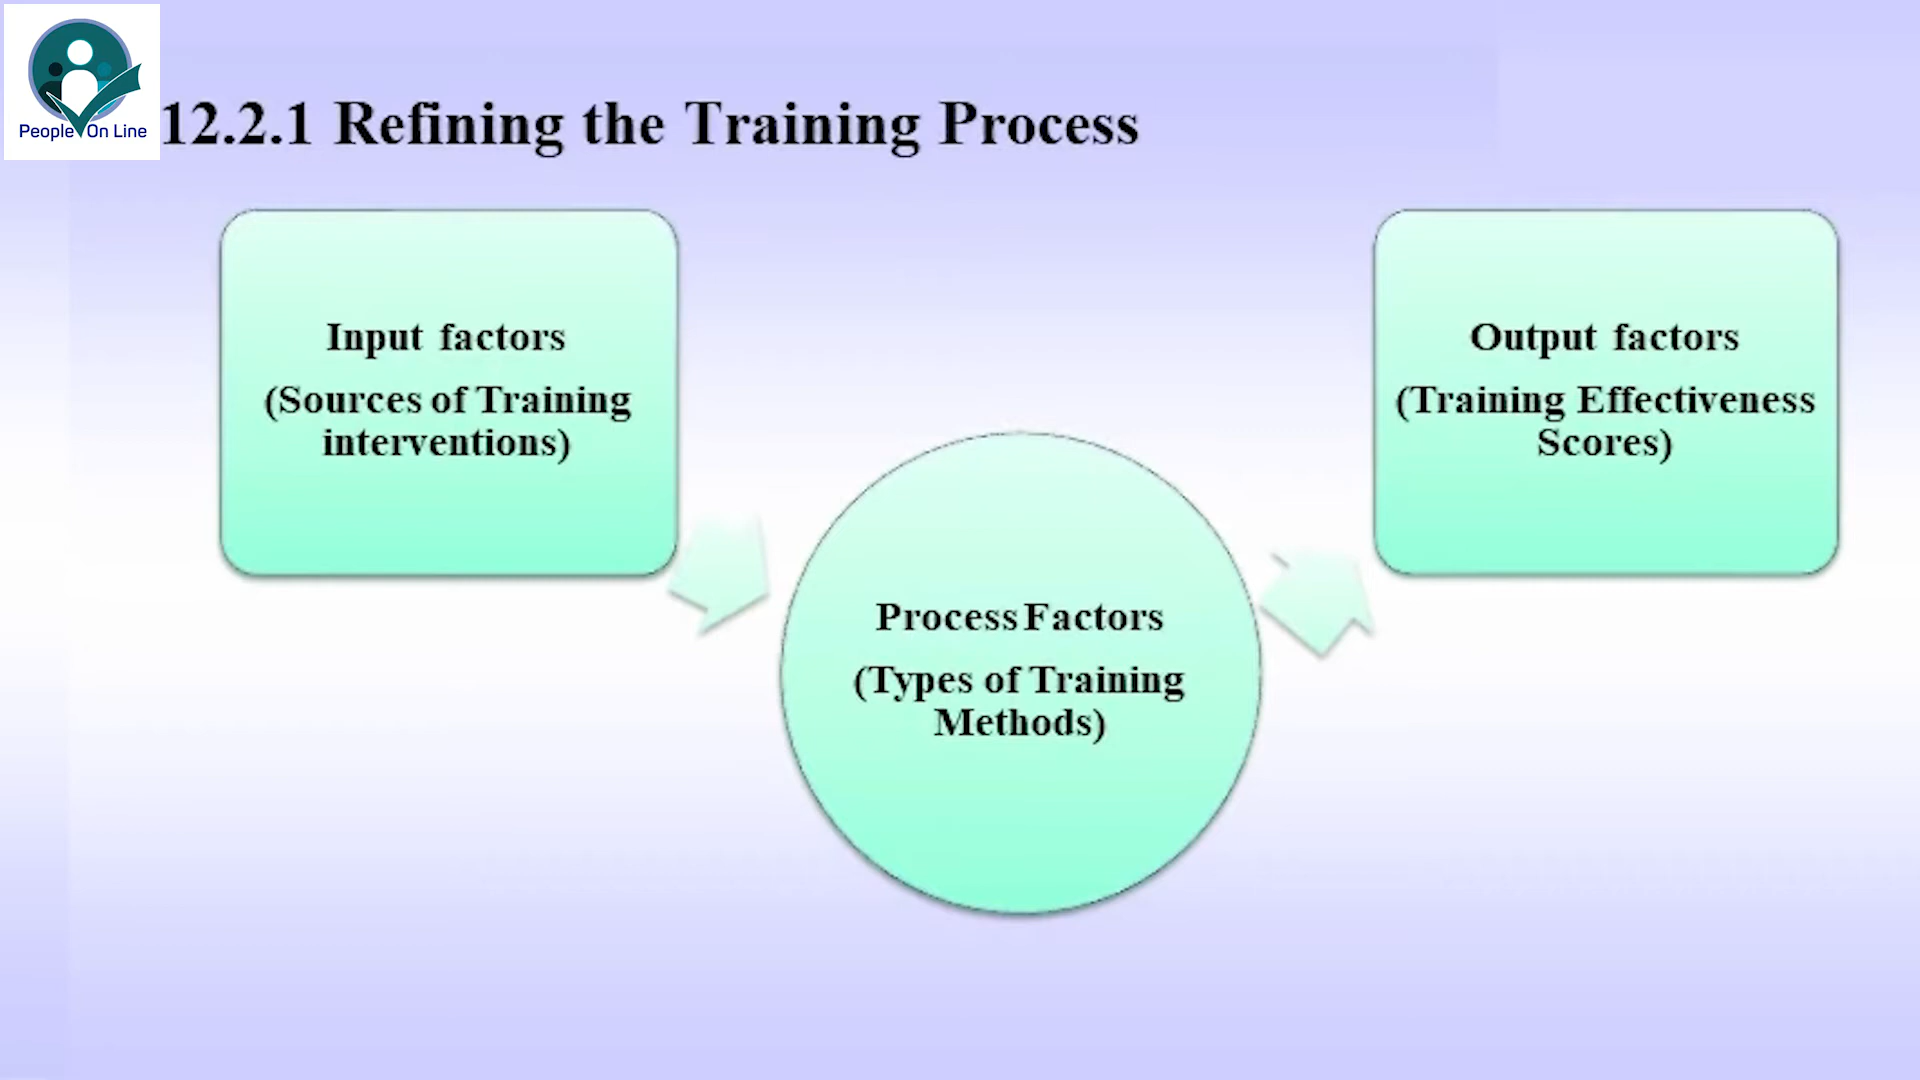 People On Line
12.2.1 Refining the Training Process
Input factors
(Sources of Training
interventions)
Output factors
(Training Effectiveness
Scores)
Process Factors
(Types of Training
Methods)